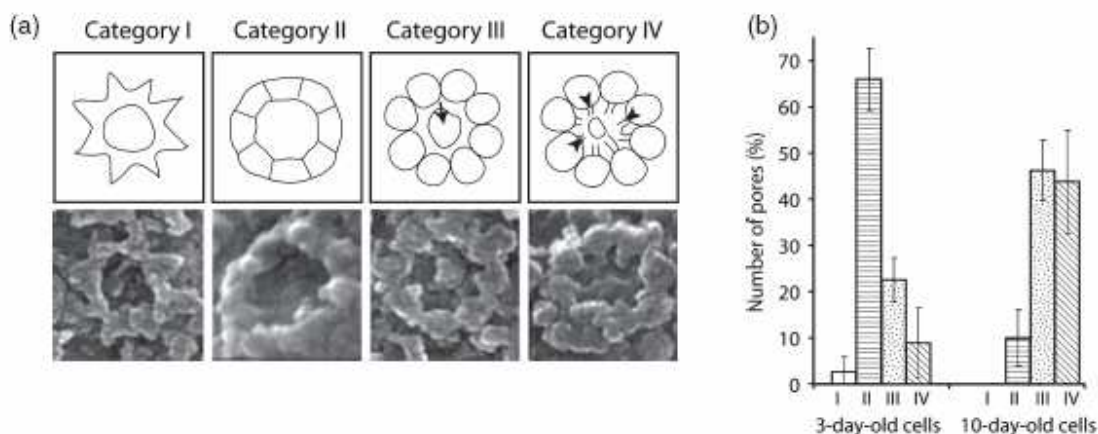 (a)
Category I Category II Category III Category IV
(b)
Number of pores (%)
70
60
50
40
30
20
10
0
I II III IV I II III IV
3-day-old cells 10-day-old cells